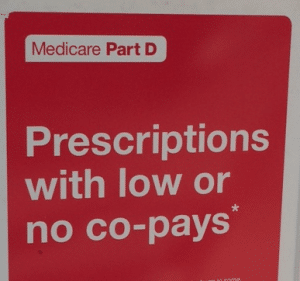 Medicare Part D
Prescriptions
with low or
no co-pays*